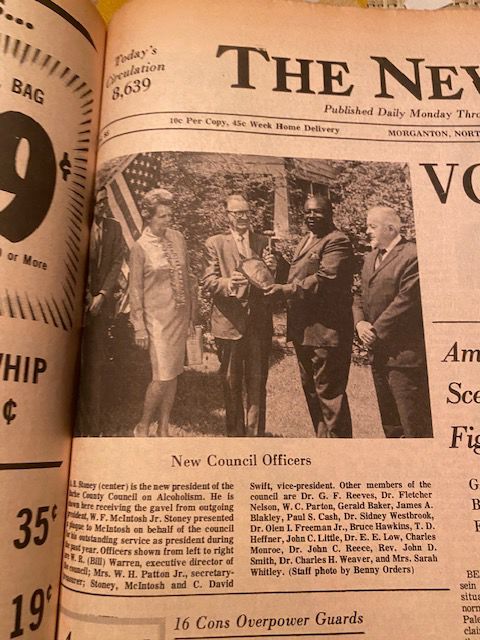 BAG
9¢
or More
WHIP
¢
35¢
19¢
Today's
Circulation
8,639
THE NEW
Published Daily Monday Thro
10c Per Copy, 45c Week Home Delivery
MORGANTON, NORT
VO
New Council Officers
Stoney (center) is the new president of the
County Council on Alcoholism. He is
here receiving the gavel from outgoing
W. F. McIntosh Jr. Stoney presented
plaque to McIntosh on behalf of the council
his outstanding service as president during
past year. Officers shown from left to right
W. R. (Bill) Warren, executive director of
council; Mrs. W. H. Patton Jr., secretary-
Stoney, McIntosh and C. David
Swift, vice-president. Other members of the
council are Dr. G. F. Reeves, Dr. Fletcher
Nelson, W. C. Parton, Gerald Baker, James A.
Blakley, Paul S. Cash, Dr. Sidney Westbrook,
Dr. Olen I. Freeman Jr., Bruce Hawkins, T. D.
Heffner, John C. Little, Dr. E. E. Low, Charles
Monroe, Dr. John C. Reece, Rev. John D.
Smith, Dr. Charles H. Weaver, and Mrs. Sarah
Whitley. (Staff photo by Benny Orders)
16 Cons Overpower Guards
Am
Sce
Fig
BE
sein
situa
norn
Pale
clai